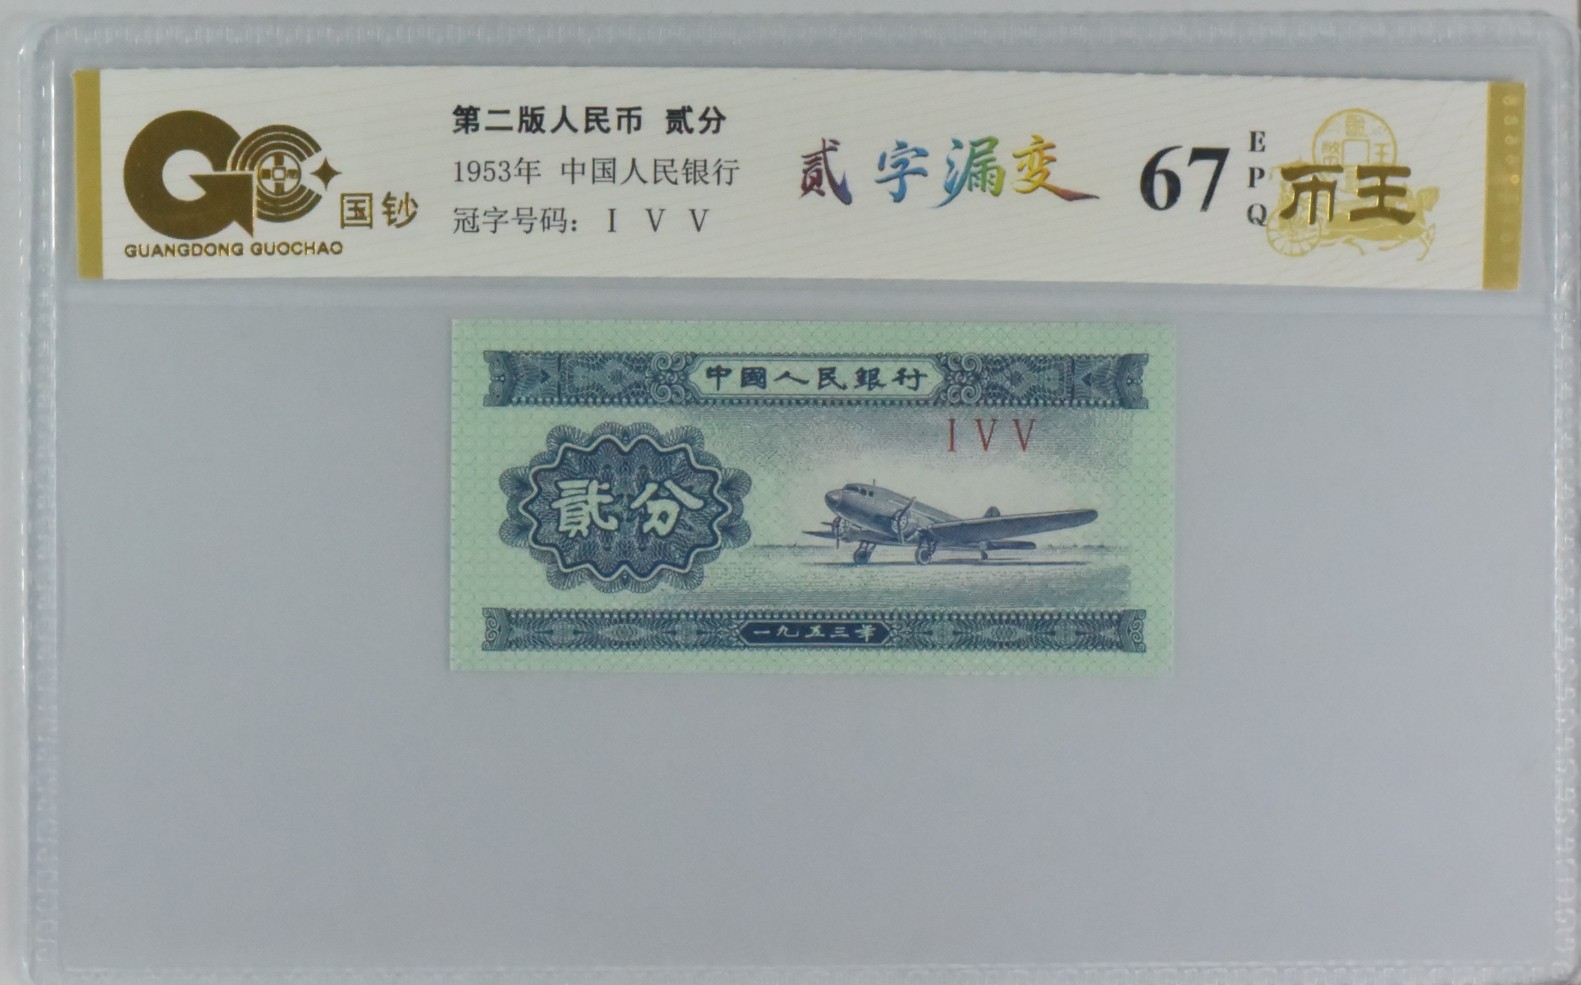 GUANGDONG GUOCHAO
国钞
第二版人民币 贰分
1953年 中国人民银行
冠字号码: I V V
贰字漏变
67
EPQ
币王
中國人民銀行
I V V
貳分
一九五三年